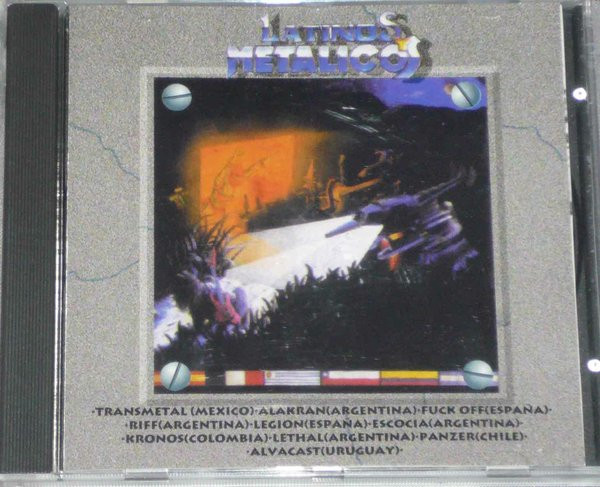 LATINOS
METALICOS
·TRANSMETAL (MEXICO)·ALAKRAN(ARGENTINA)·FUCK OFF(ESPAÑA)·
·RIFF(ARGENTINA)·LEGION(ESPAÑA)·ESCOCIA(ARGENTINA)·
·KRONOS(COLOMBIA)·LETHAL(ARGENTINA)·PANZER(CHILE)·
·ALVACAST(URUGUAY)·